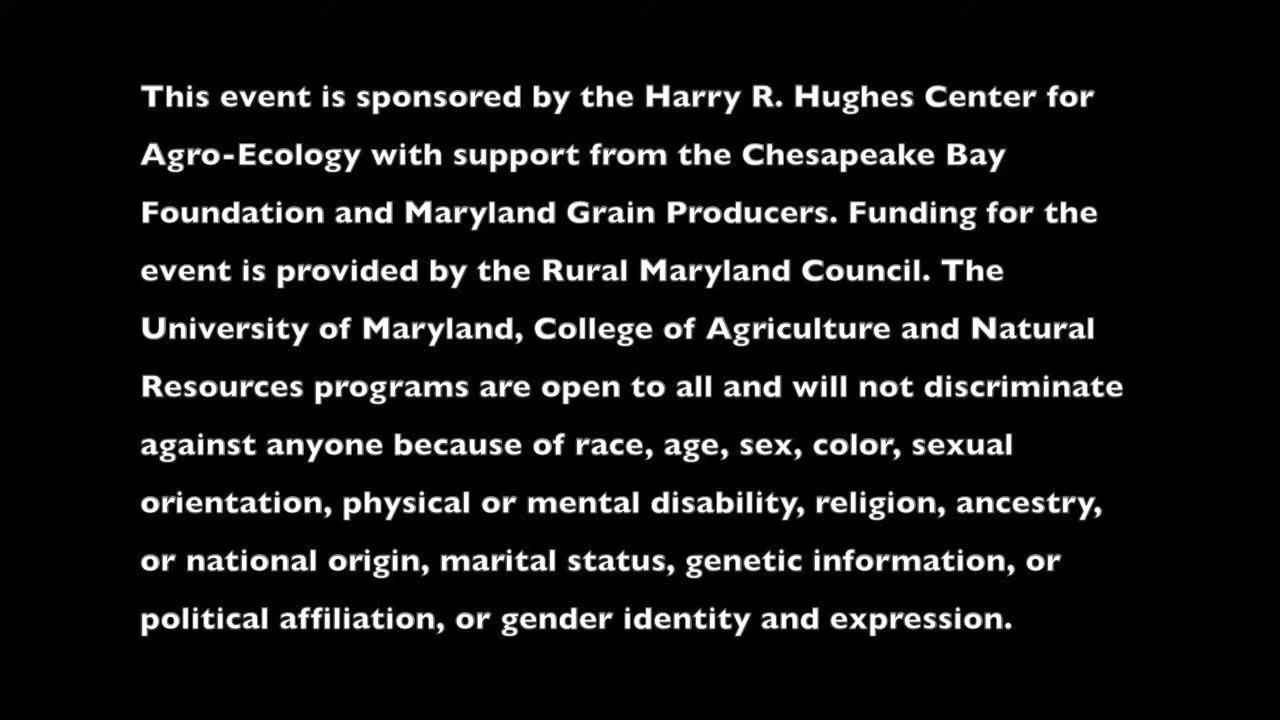 This event is sponsored by the Harry R. Hughes Center for
Agro-Ecology with support from the Chesapeake Bay
Foundation and Maryland Grain Producers. Funding for the
event is provided by the Rural Maryland Council. The
University of Maryland, College of Agriculture and Natural
Resources programs are open to all and will not discriminate
against anyone because of race, age, sex, color, sexual
orientation, physical or mental disability, religion, ancestry,
or national origin, marital status, genetic information, or
political affiliation, or gender identity and expression.